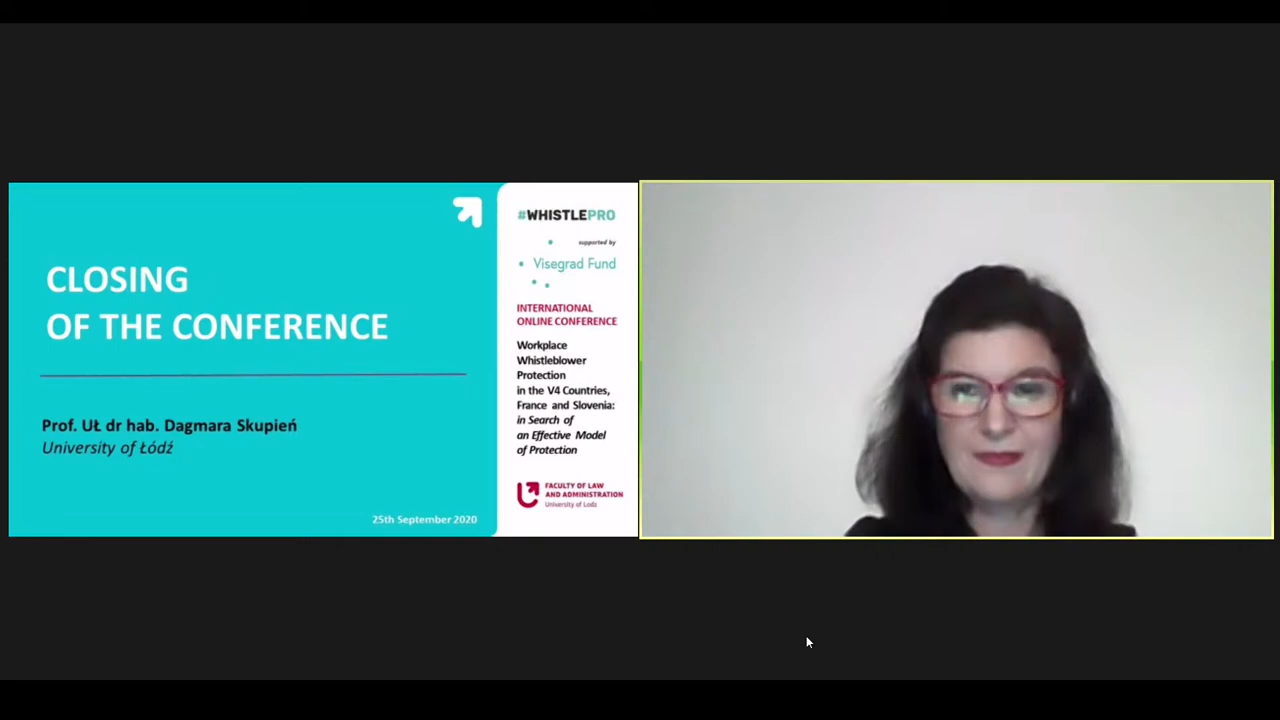 CLOSING
OF THE CONFERENCE
Prof. UŁ dr hab. Dagmara Skupień
University of Łódź
25th September 2020
#WHISTLEPRO
supported by
Visegrad Fund
INTERNATIONAL
ONLINE CONFERENCE
Workplace
Whistleblower
Protection
in the V4 Countries,
France and Slovenia:
in Search of
an Effective Model
of Protection
FACULTY OF LAW
AND ADMINISTRATION
University of Lodz